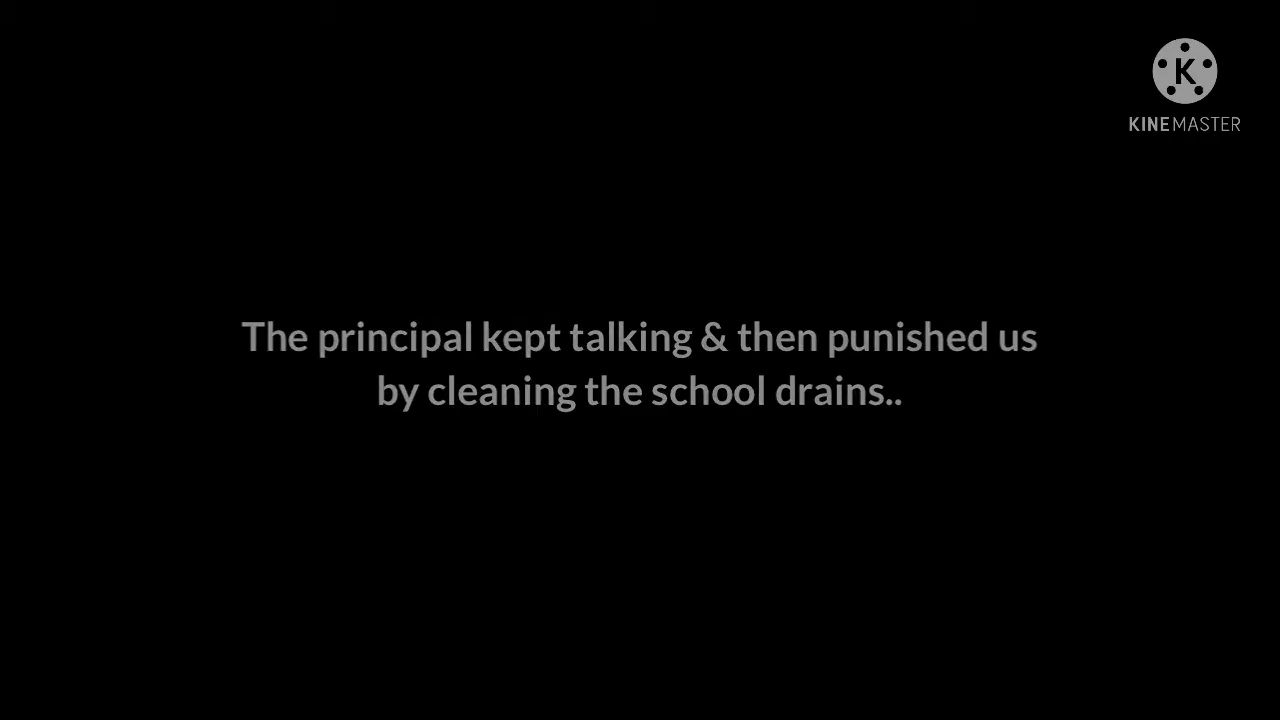 K
KINEMASTER
The principal kept talking & then punished us
by cleaning the school drains..